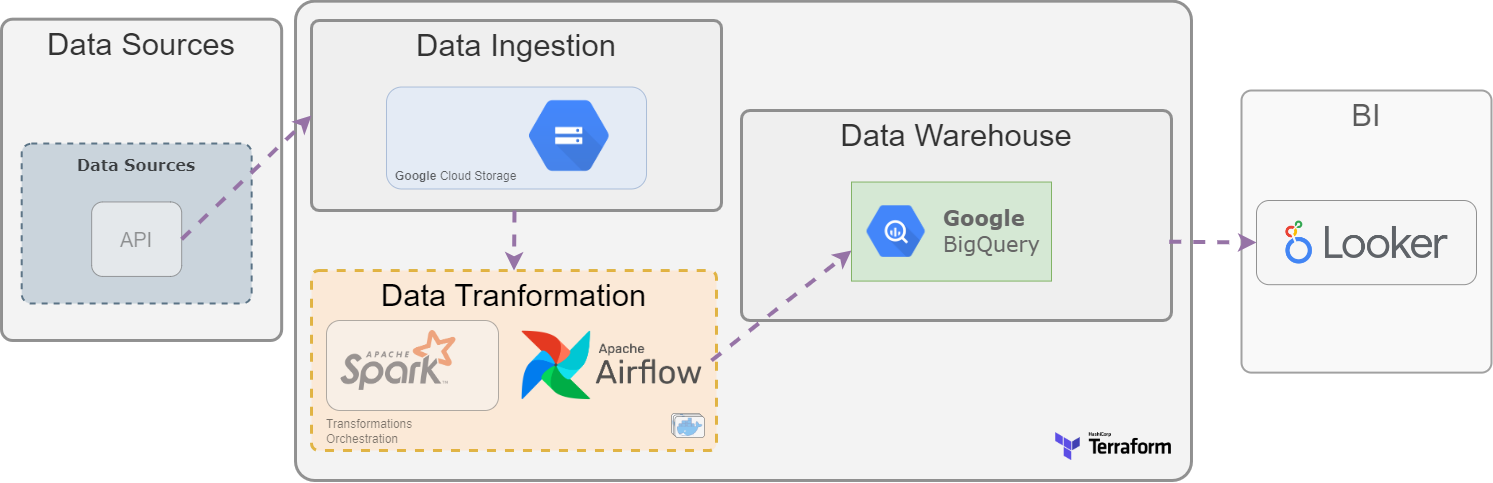 Data Sources
Data Sources
API
Data Ingestion
Google Cloud Storage
Data Tranformation
APACHE
Spark™
Apache
Airflow
Transformations
Orchestration
Data Warehouse
Google
BigQuery
HashiCorp
Terraform
BI
Looker